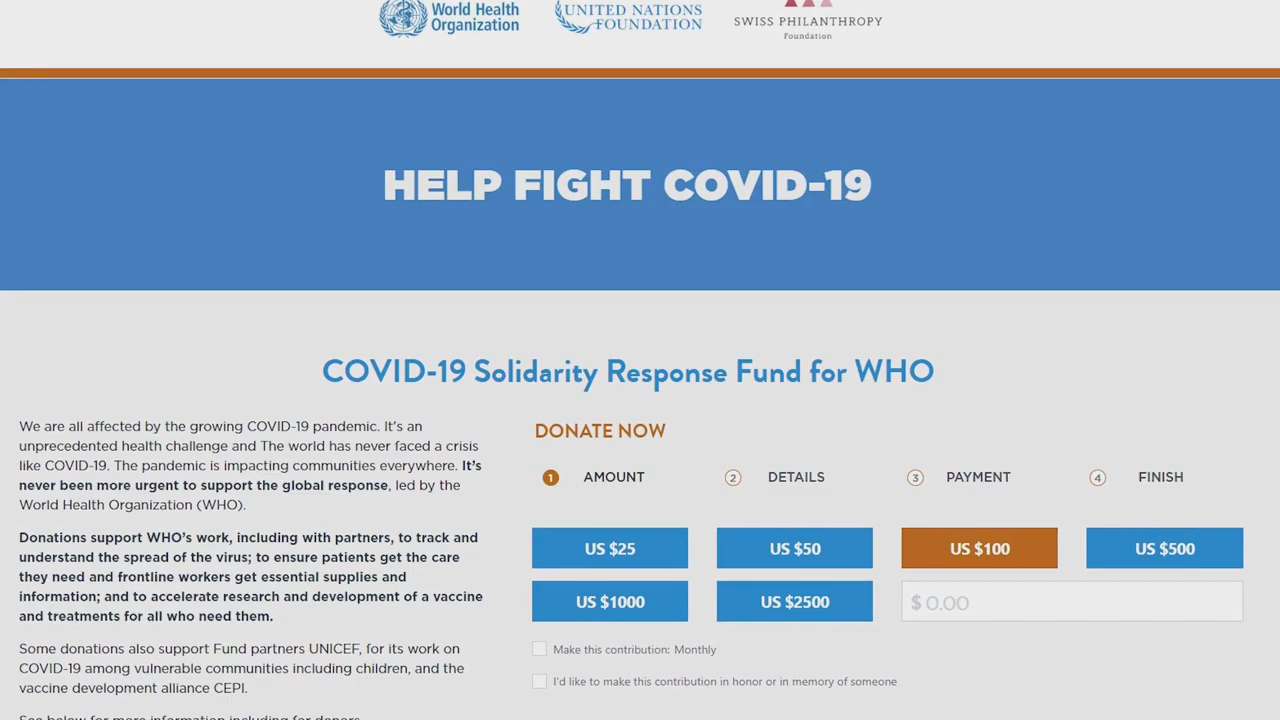 World Health
Organization
UNITED NATIONS
FOUNDATION
SWISS PHILANTHROPY
Foundation
HELP FIGHT COVID-19
COVID-19 Solidarity Response Fund for WHO
We are all affected by the growing COVID-19 pandemic. It's an
unprecedented health challenge and The world has never faced a crisis
like COVID-19. The pandemic is impacting communities everywhere. It's
never been more urgent to support the global response, led by the
World Health Organization (WHO).
Donations support WHO's work, including with partners, to track and
understand the spread of the virus; to ensure patients get the care
they need and frontline workers get essential supplies and
information; and to accelerate research and development of a vaccine
and treatments for all who need them.
Some donations also support Fund partners UNICEF, for its work on
COVID-19 among vulnerable communities including children, and the
vaccine development alliance CEPI.
See below for more information including for donors
DONATE NOW
1 AMOUNT 2 DETAILS 3 PAYMENT 4 FINISH
US $25 US $50 US $100 US $500
US $1000 US $2500 $ 0.00
Make this contribution: Monthly
I'd like to make this contribution in honor or in memory of someone